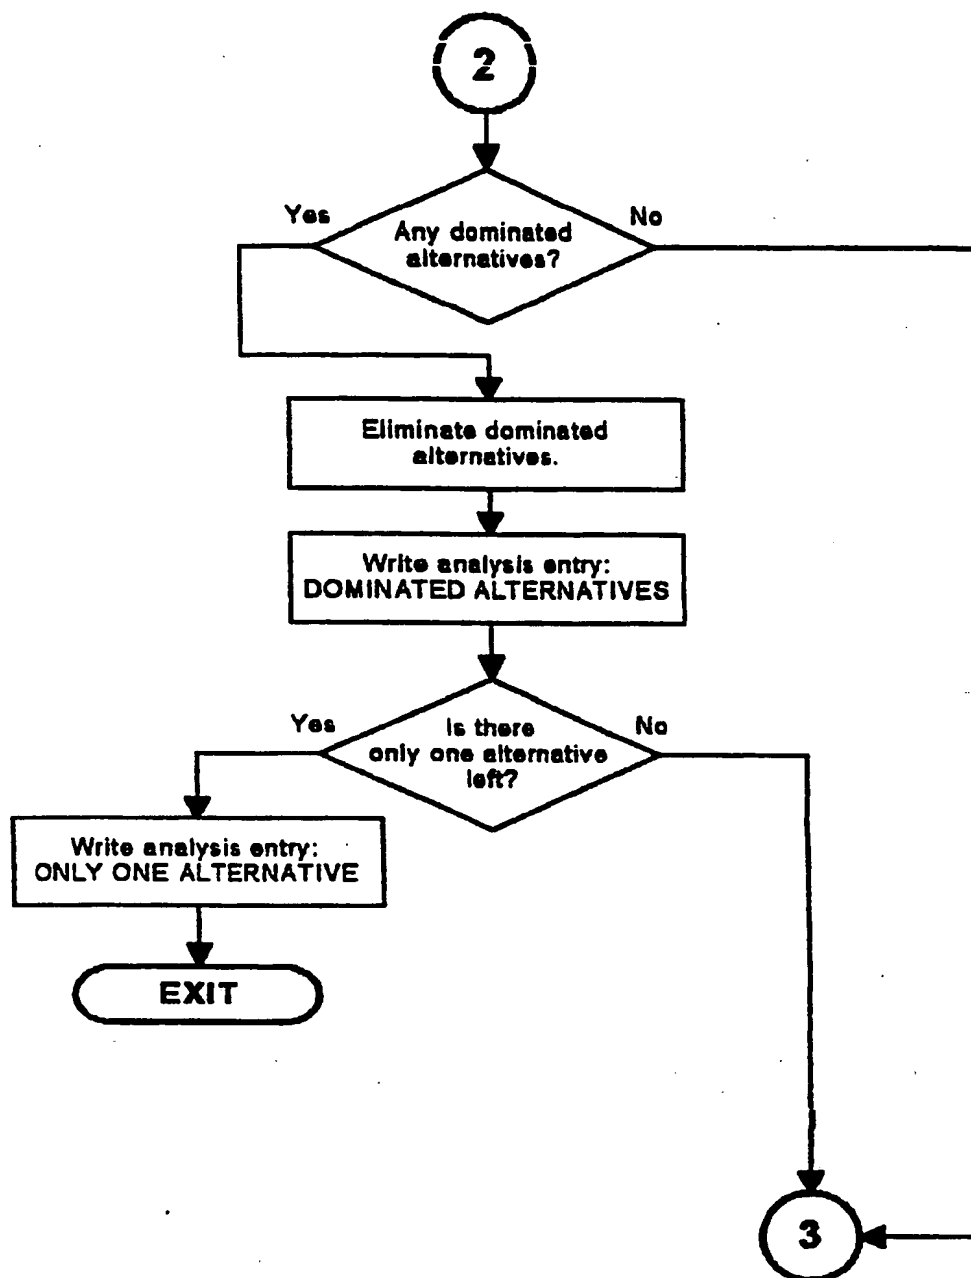 2
Yes
No
Any dominated
alternatives?
Eliminate dominated
alternatives.
Write analysis entry:
DOMINATED ALTERNATIVES
Yes
No
Is there
only one alternative
left?
Write analysis entry:
ONLY ONE ALTERNATIVE
EXIT
3